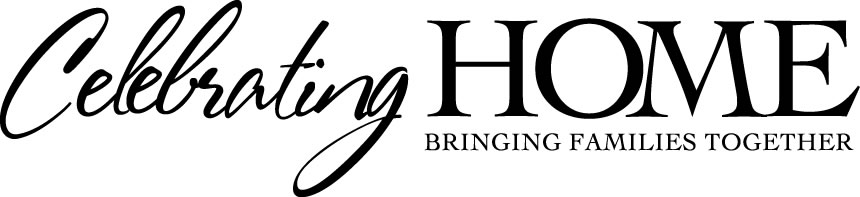 Celebrating HOME
BRINGING FAMILIES TOGETHER